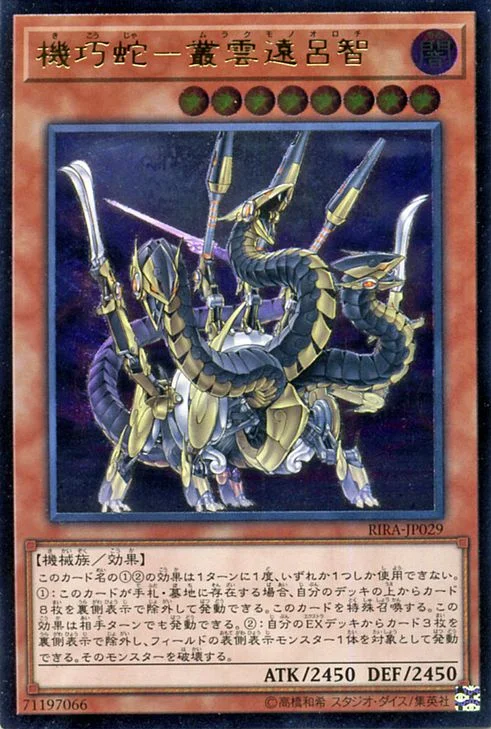 機巧蛇－叢雲遠呂智
闇
RIRA-JP029
【機械族／効果】
このカード名の①②の効果は1ターンに1度、いずれか1つしか使用できない。
①：このカードが手札・墓地に存在する場合、自分のデッキの上からカード
8枚を裏側表示で除外して発動できる。このカードを特殊召喚する。この
効果は相手ターンでも発動できる。②：自分のEXデッキからカード3枚を
裏側表示で除外し、フィールドの表側表示モンスター1体を対象として発動
できる。そのモンスターを破壊する。
ATK/2450 DEF/2450
71197066
©高橋和希 スタジオ・ダイス/集英社